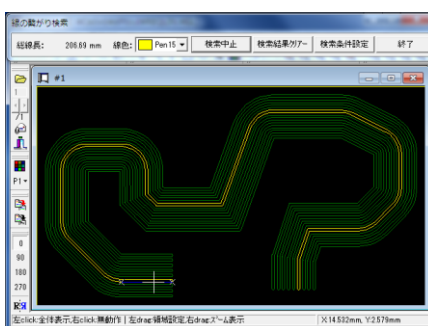 線の繋がり検索
総線長: 206.69 mm 線色: Pen15 検索中止 検索結果クリアー 検索条件設定 終了
#1
1
/1
P1
0
90
180
270
左click:全体表示,右click:無動作 | 左drag:領域設定,右drag:ズーム表示 X 14.532mm, Y 2.579mm